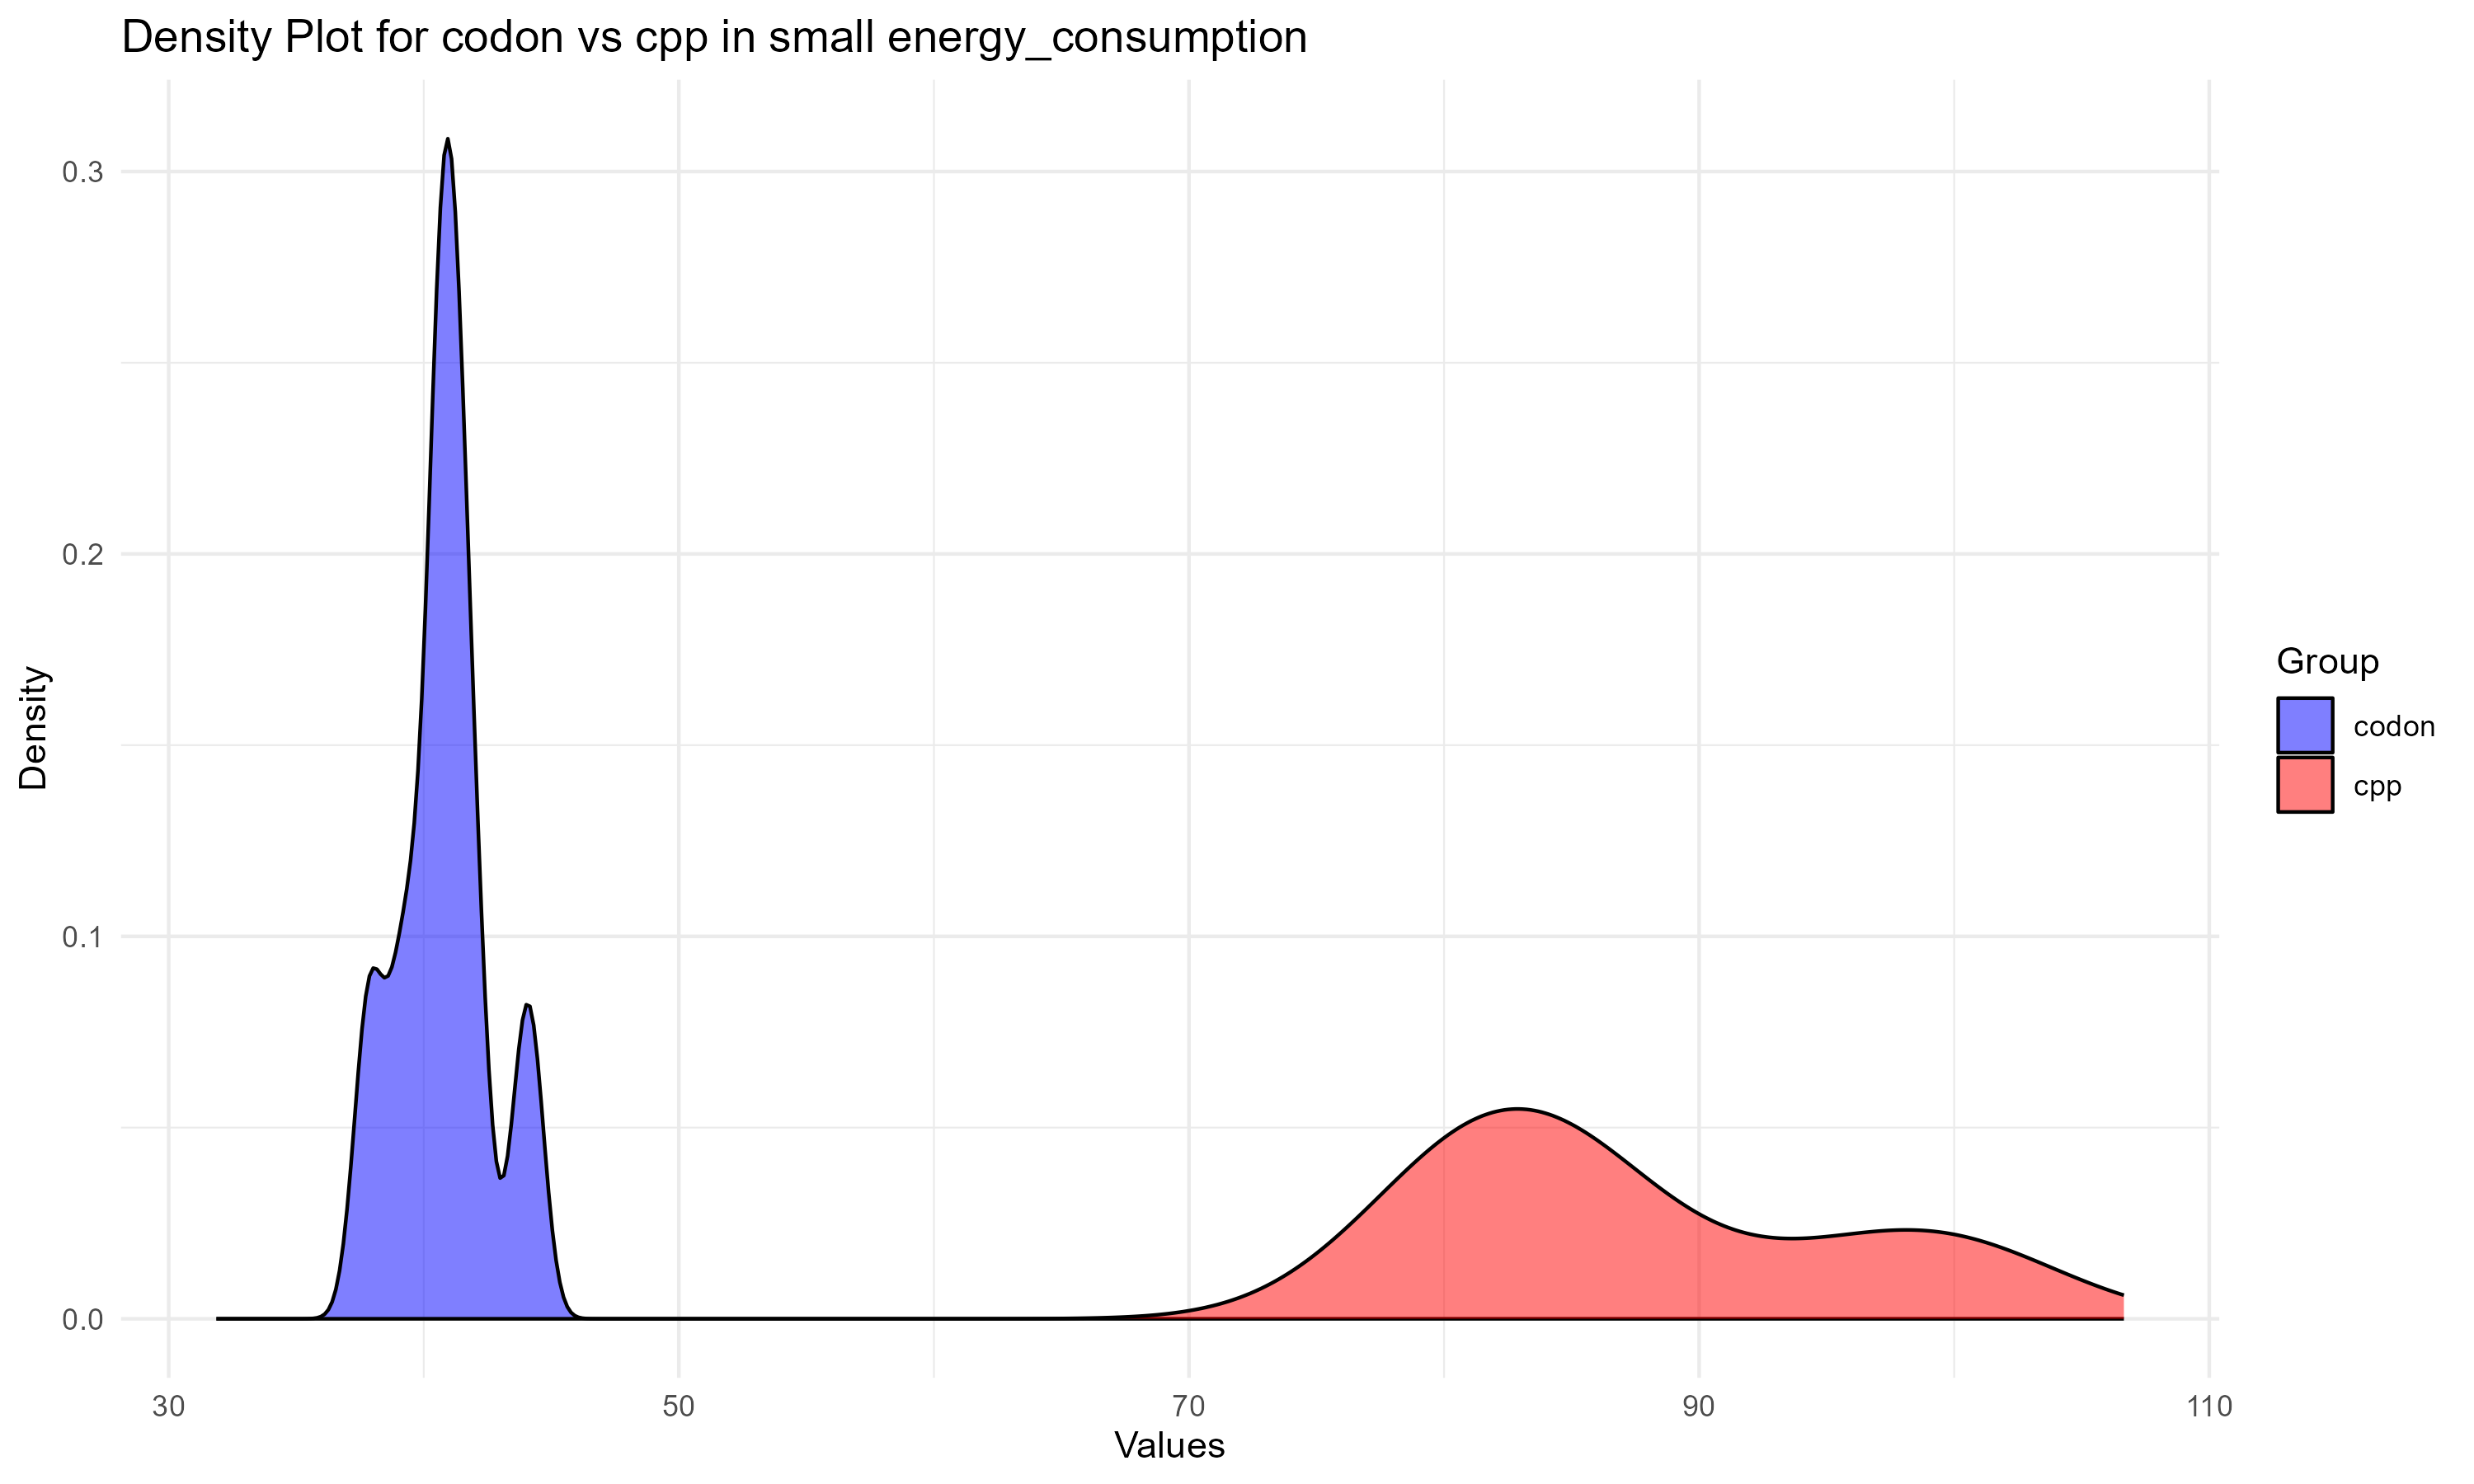 Density Plot for codon vs cpp in small energy_consumption
0.3
0.2
0.1
0.0
Density
30 50 70 90 110
Values
Group
codon
cpp